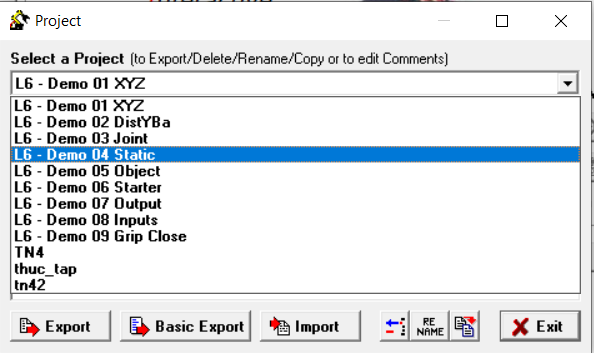 Project
Select a Project (to Export/Delete/Rename/Copy or to edit Comments)
L6 - Demo 01 XYZ
L6 - Demo 01 XYZ
L6 - Demo 02 DistYBa
L6 - Demo 03 Joint
L6 - Demo 04 Static
L6 - Demo 05 Object
L6 - Demo 06 Starter
L6 - Demo 07 Output
L6 - Demo 08 Inputs
L6 - Demo 09 Grip Close
TN4
thuc_tap
tn42
Export Basic Export Import RE NAME Exit